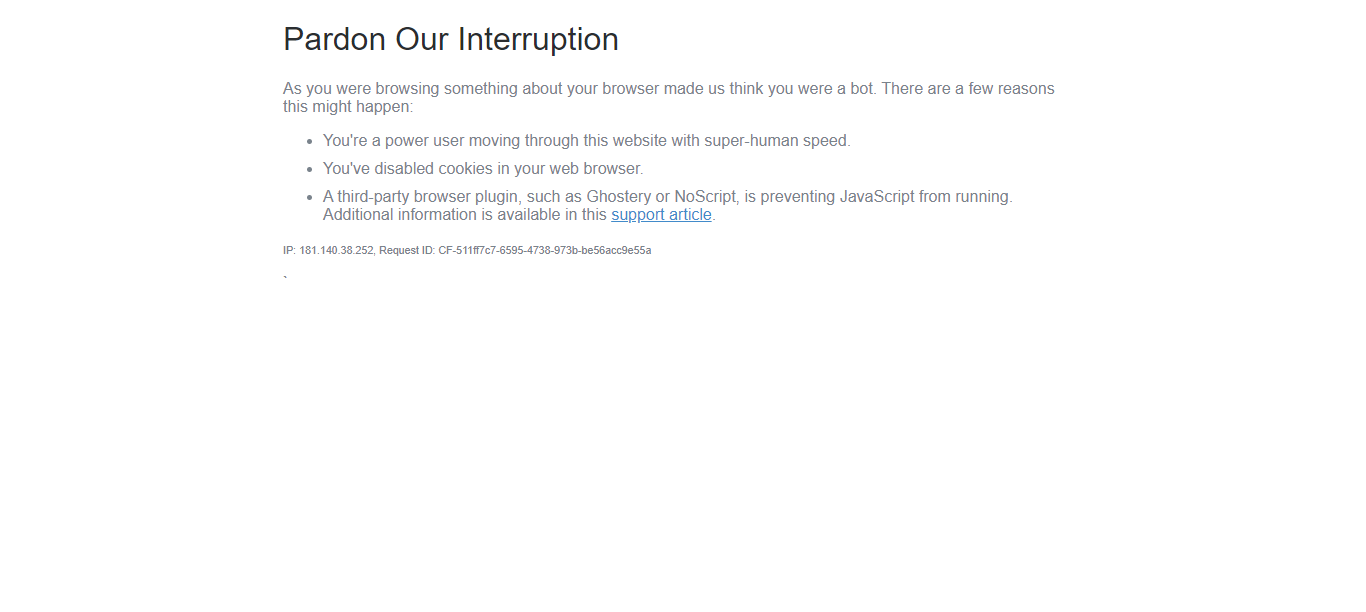 Pardon Our Interruption
As you were browsing something about your browser made us think you were a bot. There are a few reasons
this might happen:
• You're a power user moving through this website with super-human speed.
• You've disabled cookies in your web browser.
• A third-party browser plugin, such as Ghostery or NoScript, is preventing JavaScript from running.
Additional information is available in this support article.
IP: 181.140.38.252, Request ID: CF-511ff7c7-6595-4738-973b-be56acc9e55a
`